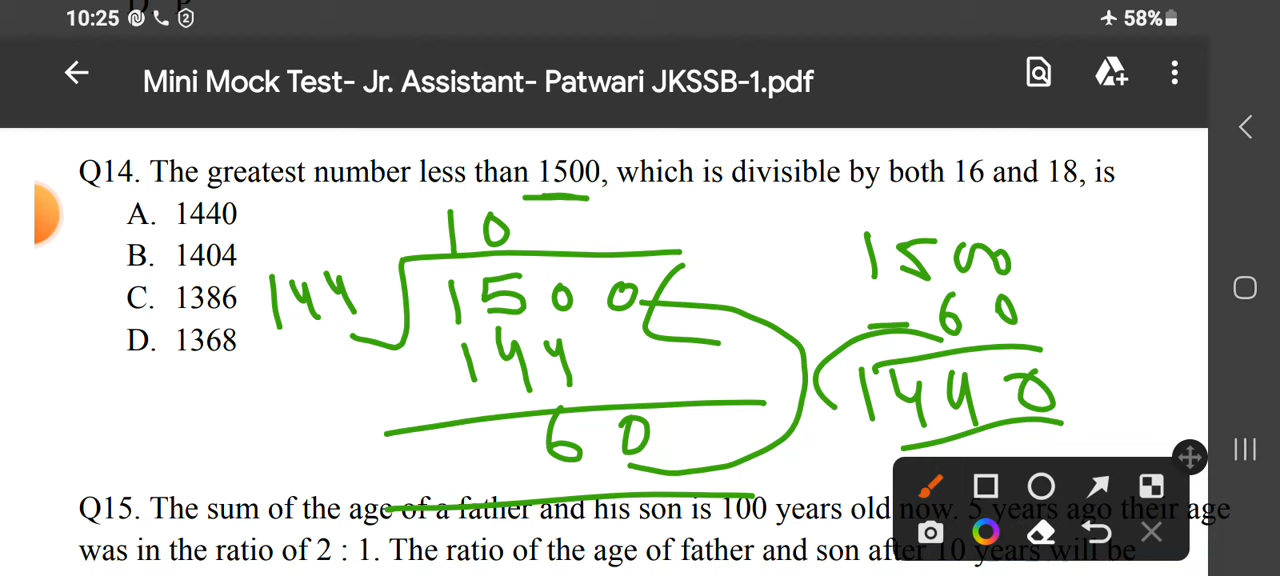 10:25 2 58%
Mini Mock Test- Jr. Assistant- Patwari JKSSB-1.pdf
Q14. The greatest number less than 1500, which is divisible by both 16 and 18, is
A. 1440
B. 1404
C. 1386
D. 1368
10
144 1500
144
60
1500
- 60
1440
Q15. The sum of the age of a father and his son is 100 years old now. 5 years ago their age
was in the ratio of 2 : 1. The ratio of the age of father and son after 10 years will be